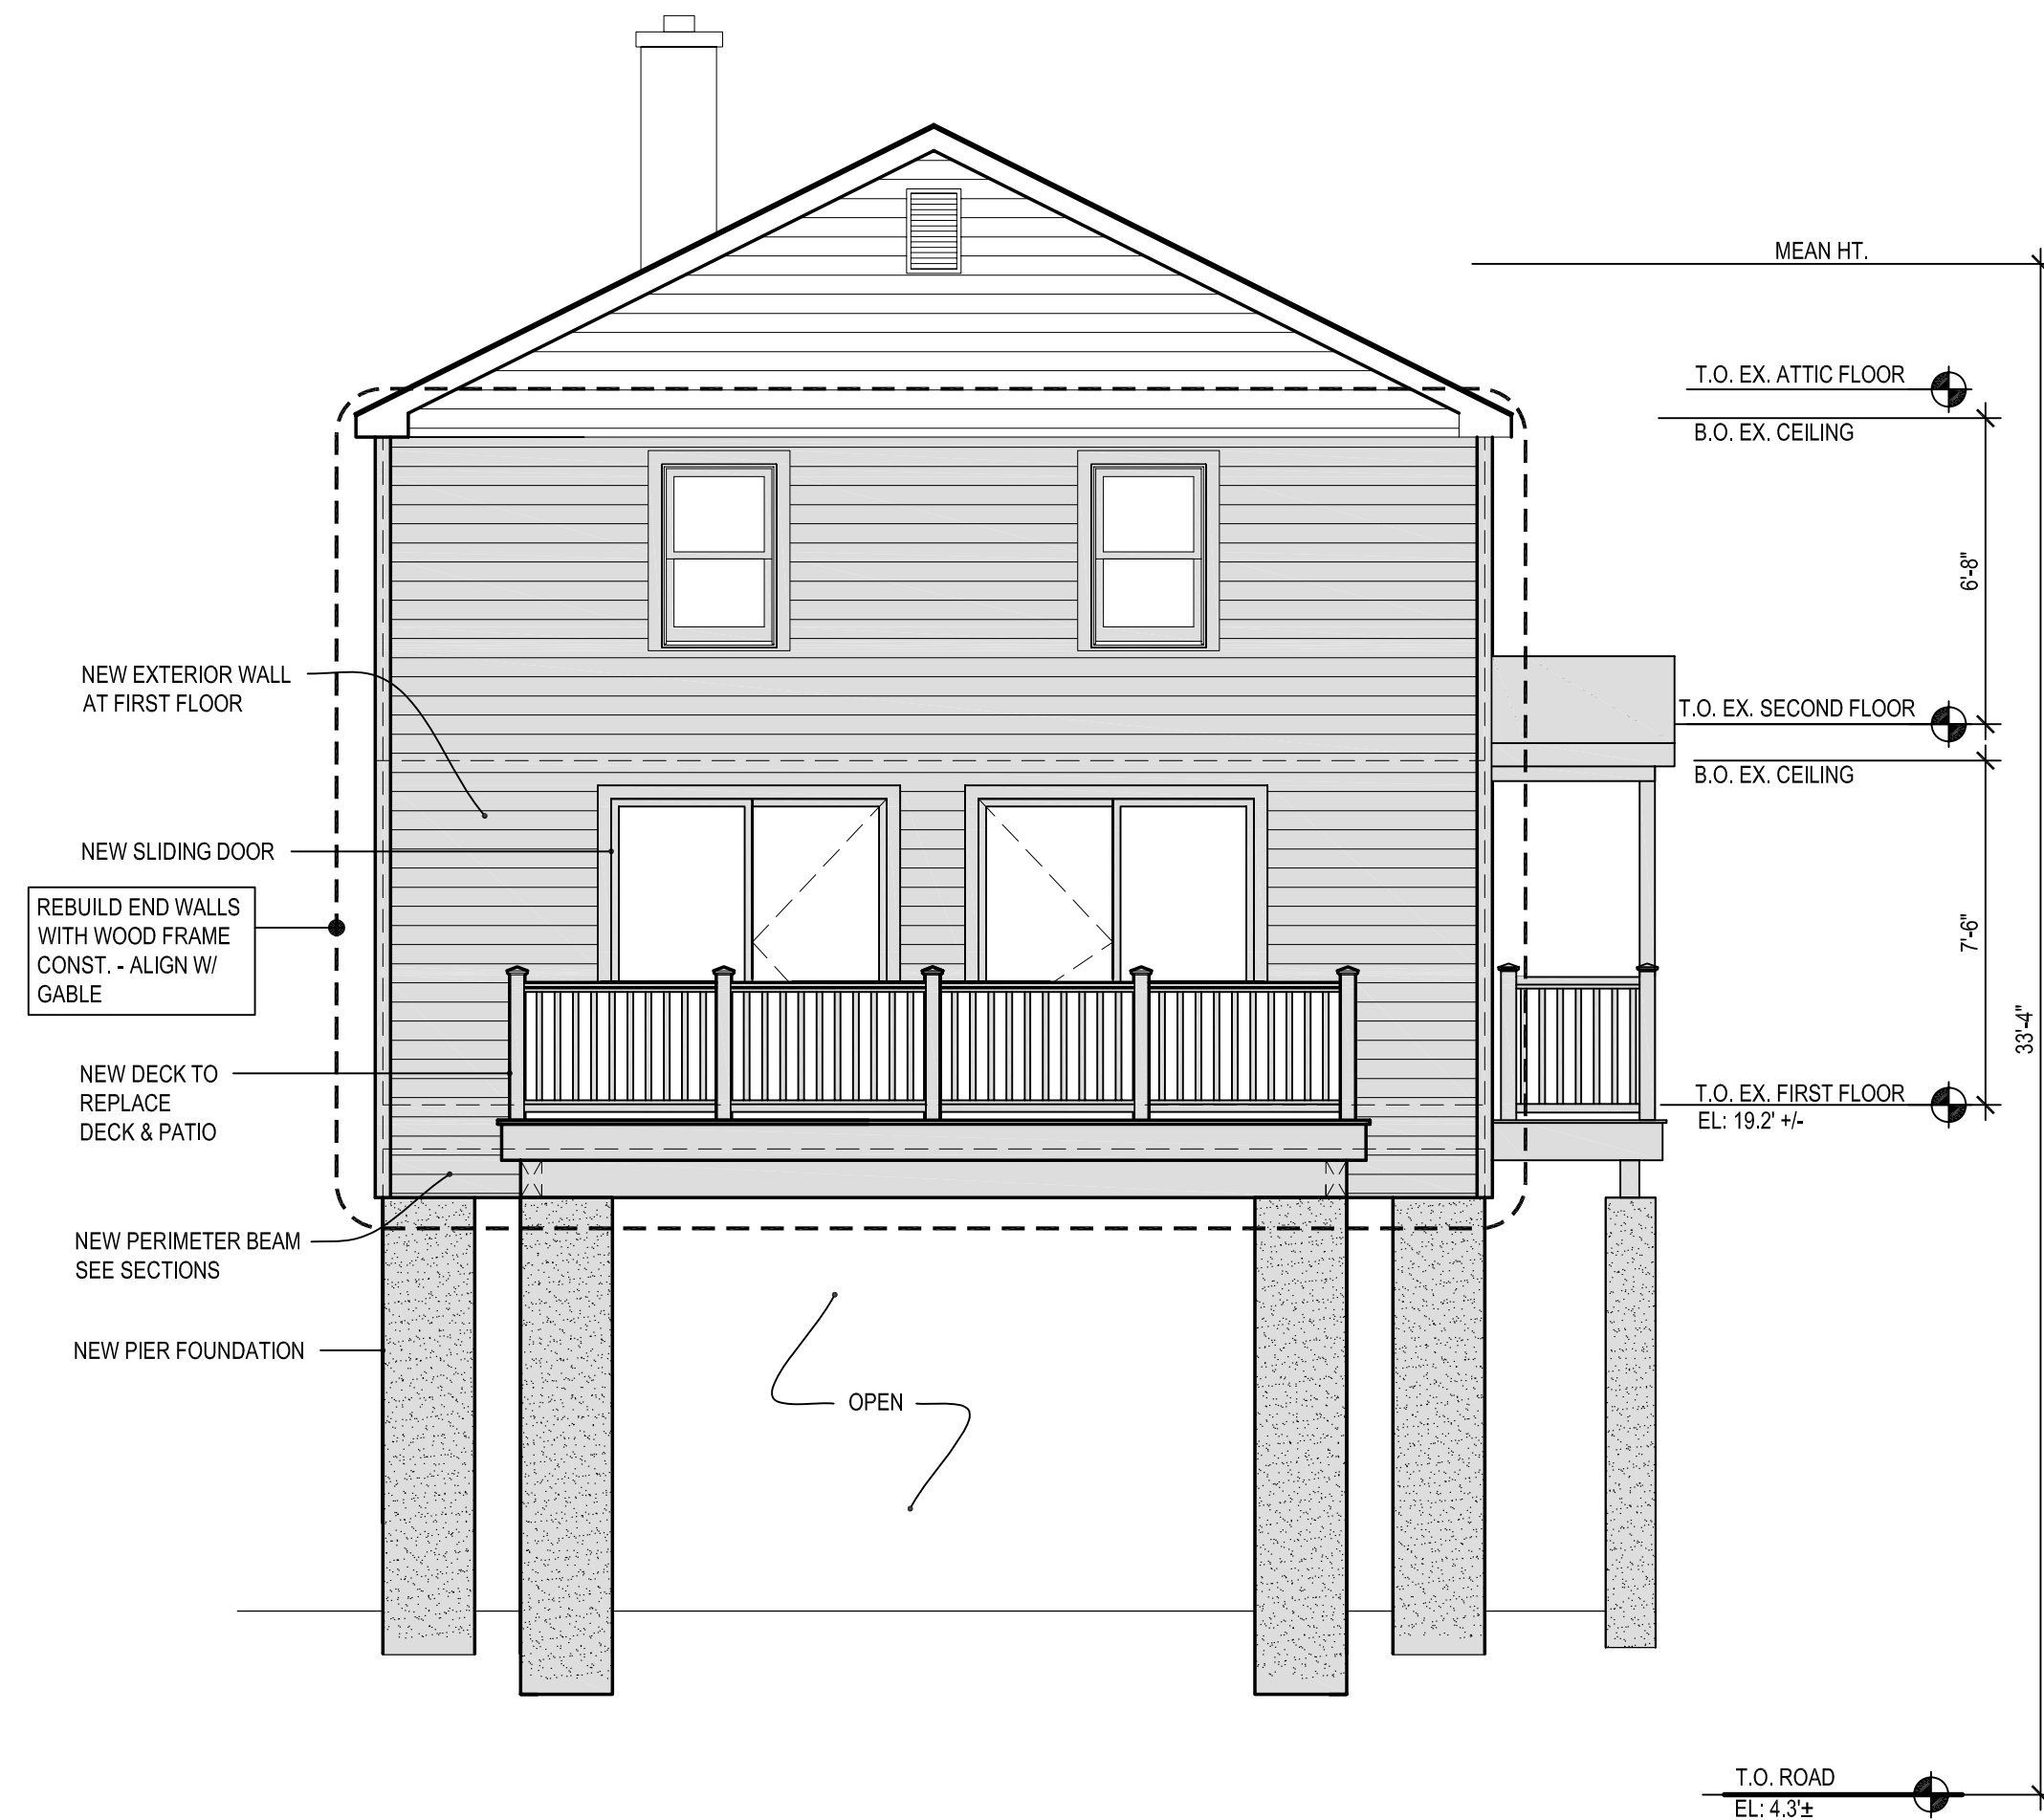 MEAN HT.
T.O. EX. ATTIC FLOOR
B.O. EX. CEILING
6'-8"
NEW EXTERIOR WALL
AT FIRST FLOOR
T.O. EX. SECOND FLOOR
B.O. EX. CEILING
NEW SLIDING DOOR
REBUILD END WALLS
WITH WOOD FRAME
CONST. - ALIGN W/
GABLE
7'-6"
33'-4"
NEW DECK TO
REPLACE
DECK & PATIO
T.O. EX. FIRST FLOOR
EL: 19.2' +/-
NEW PERIMETER BEAM
SEE SECTIONS
NEW PIER FOUNDATION
OPEN
T.O. ROAD
EL: 4.3'±